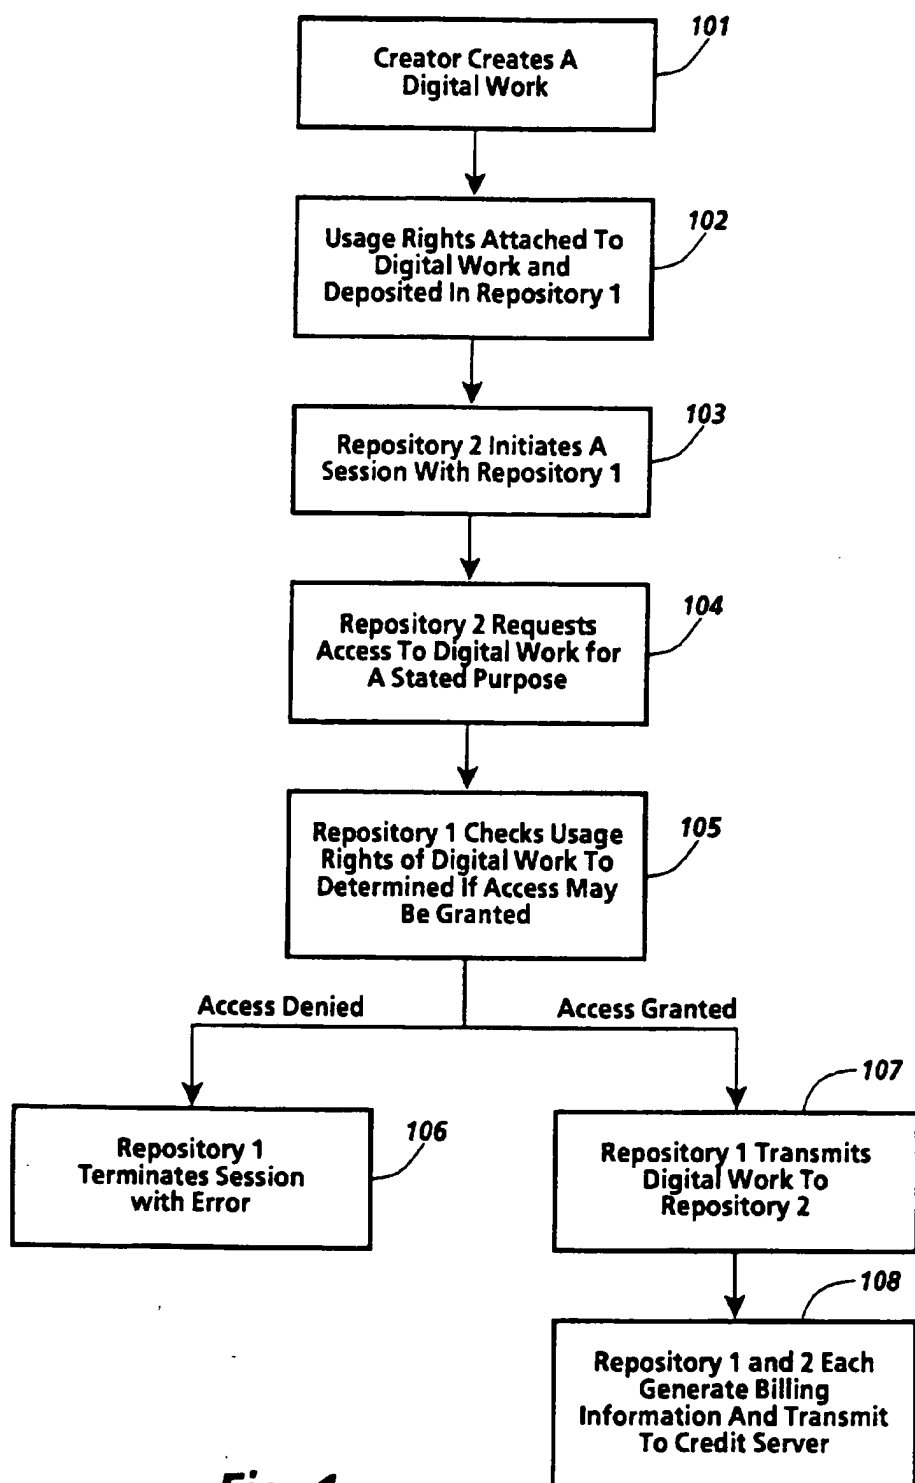 101
Creator Creates A
Digital Work
102
Usage Rights Attached To
Digital Work and
Deposited In Repository 1
103
Repository 2 Initiates A
Session With Repository 1
104
Repository 2 Requests
Access To Digital Work for
A Stated Purpose
105
Repository 1 Checks Usage
Rights of Digital Work To
Determined If Access May
Be Granted
Access Denied
Access Granted
106
Repository 1
Terminates Session
with Error
107
Repository 1 Transmits
Digital Work To
Repository 2
108
Repository 1 and 2 Each
Generate Billing
Information And Transmit
To Credit Server
Fig. 1